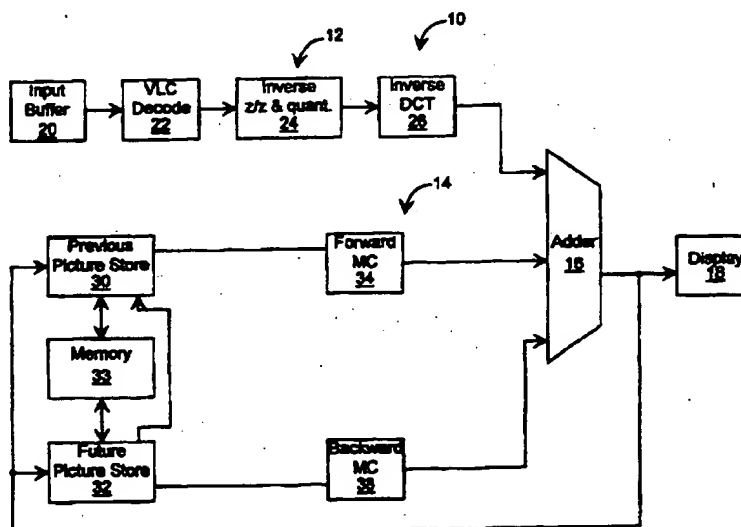 12
10
Input
Buffer
20
VLC
Decode
22
Inverse
z/z & quant.
24
Inverse
DCT
26
14
Previous
Picture Store
30
Forward
MC
34
Adder
16
Display
18
Memory
33
Future
Picture Store
32
Backward
MC
38